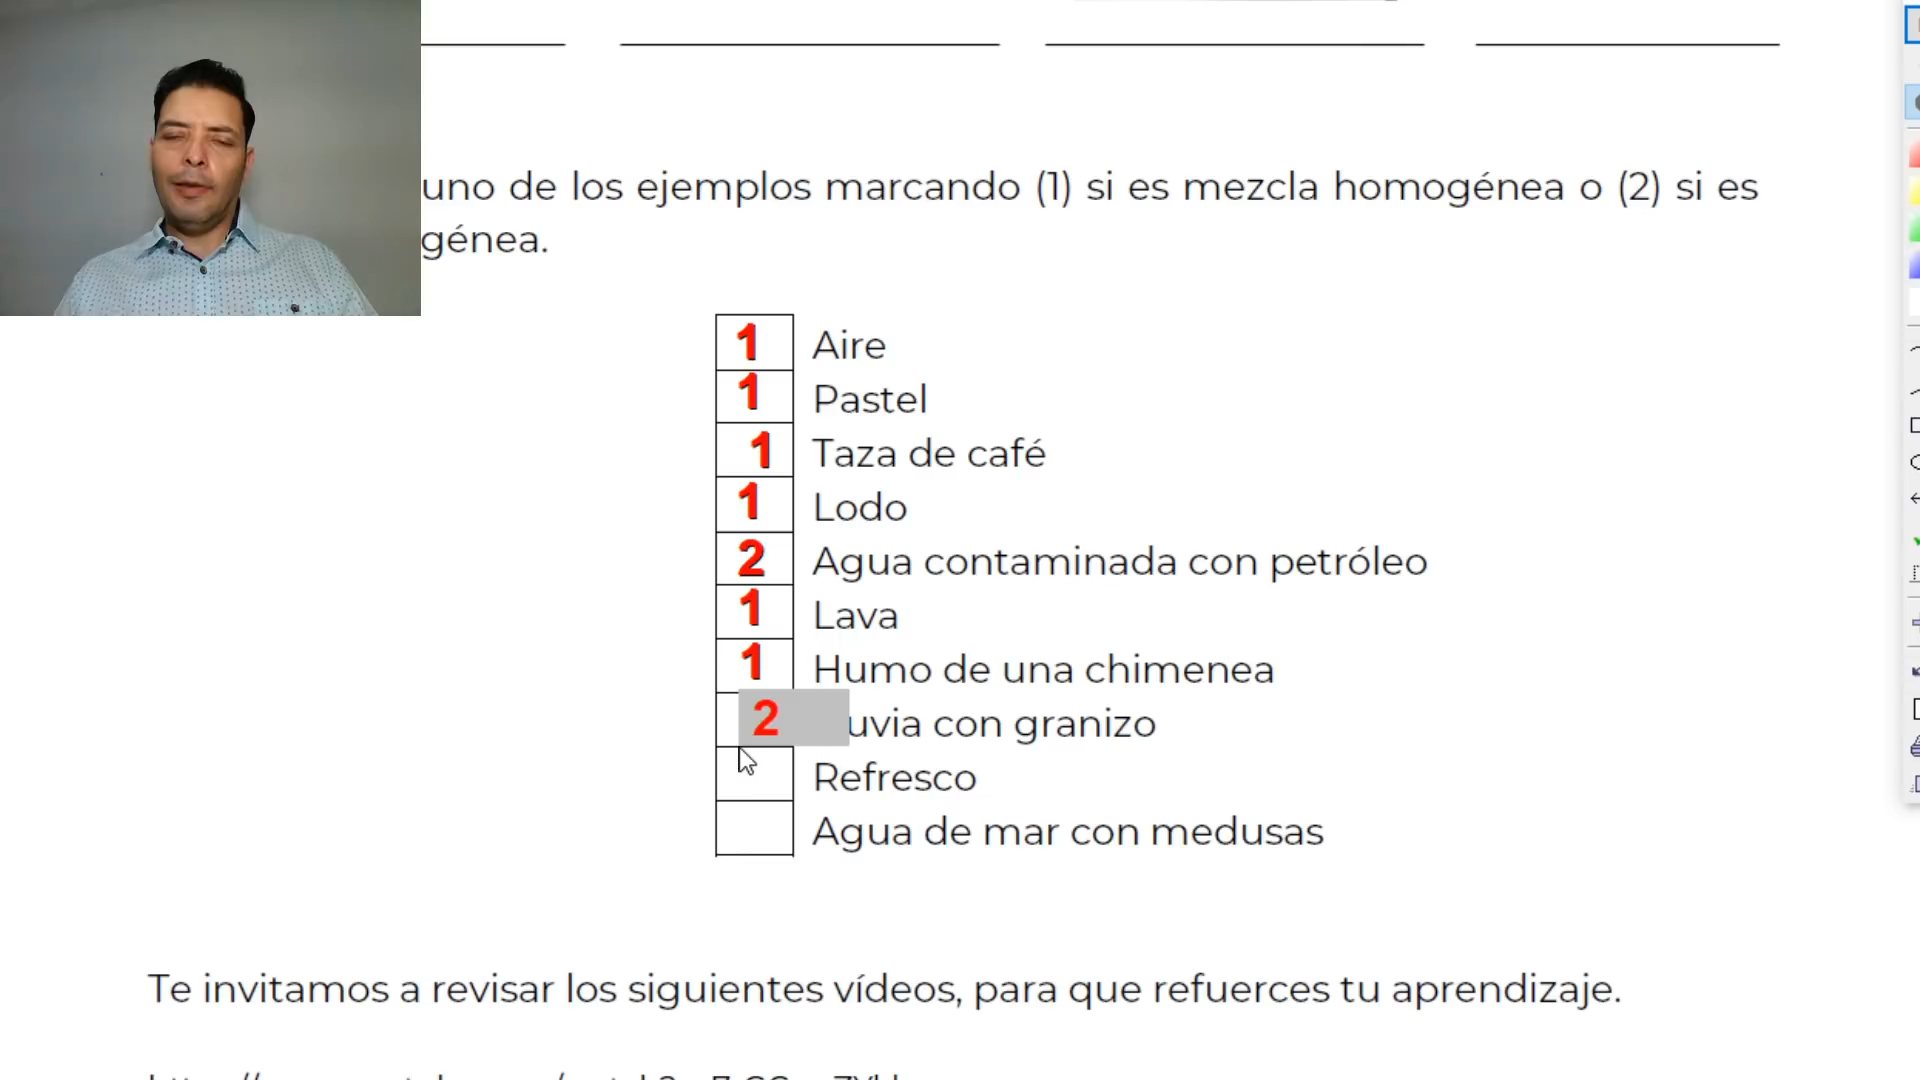 uno de los ejemplos marcando (1) si es mezcla homogénea o (2) si es
génea.
1 Aire
1 Pastel
1 Taza de café
1 Lodo
2 Agua contaminada con petróleo
1 Lava
1 Humo de una chimenea
2 uvia con granizo
Refresco
Agua de mar con medusas
Te invitamos a revisar los siguientes vídeos, para que refuerces tu aprendizaje.